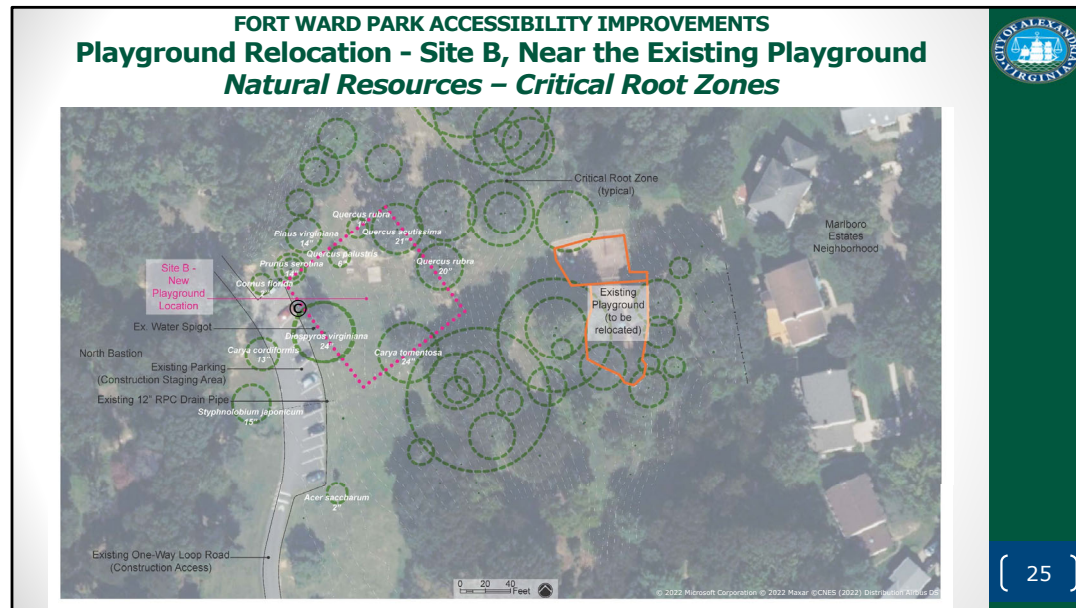 FORT WARD PARK ACCESSIBILITY IMPROVEMENTS
Playground Relocation - Site B, Near the Existing Playground
Natural Resources – Critical Root Zones
CITY OF ALEXANDRIA
VIRGINIA
Critical Root Zone
(typical)
Marlboro
Estates
Neighborhood
Quercus rubra
1"
Quercus acutissima
21"
Pinus virginiana
14"
Quercus palustris
6"
Quercus rubra
20"
Prunus serotina
14"
Cornus florida
2"
Site B -
New
Playground
Location
Existing
Playground
(to be
relocated)
©
Ex. Water Spigot
Diospyros virginiana
24"
Carya cordiformis
13"
Carya tomentosa
24"
North Bastion
Existing Parking
(Construction Staging Area)
Existing 12" RPC Drain Pipe
Styphnolobium japonicum
15"
Acer saccharum
2"
Existing One-Way Loop Road
(Construction Access)
0 20 40
Feet
© 2022 Microsoft Corporation © 2022 Maxar ©CNES (2022) Distribution Airbus DS
25